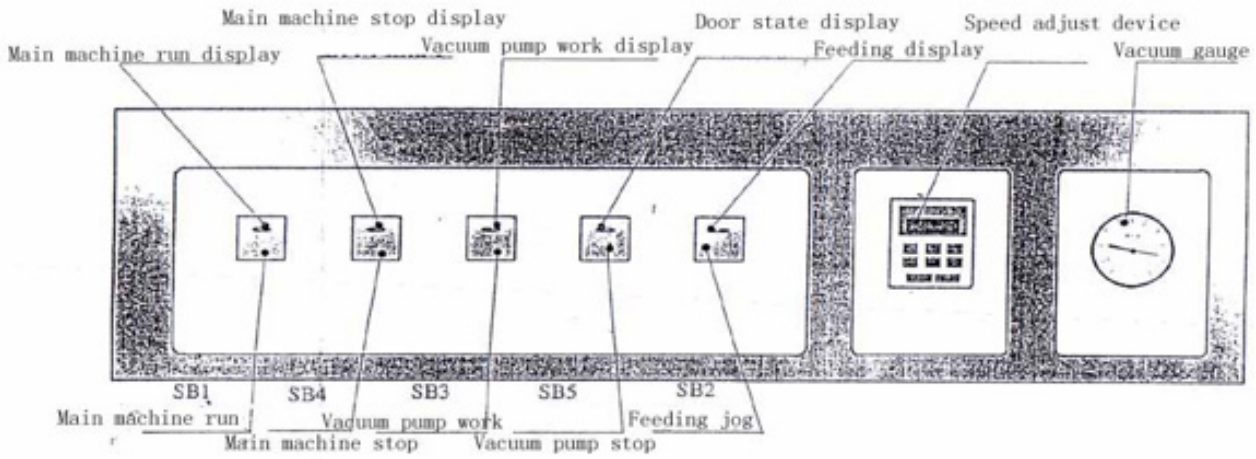 Main machine stop display
Door state display
Speed adjust device
Main machine run display
Vacuum pump work display
Feeding display
Vacuum gauge
SB1
SB4
SB3
SB5
SB2
Main machine run
Vacuum pump work
Feeding jog
Main machine stop
Vacuum pump stop